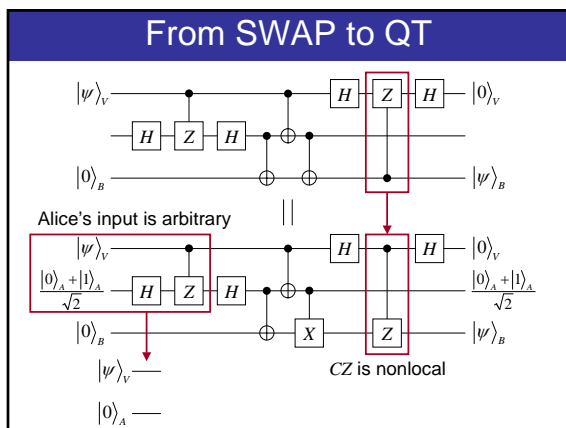 From SWAP to QT
|ψ⟩_V H Z H |0⟩_V
H Z H
|0⟩_B |ψ⟩_B
||
Alice's input is arbitrary
|ψ⟩_V H H |0⟩_V
|0⟩_A+|1⟩_A/√2 H Z H |0⟩_A+|1⟩_A/√2
|0⟩_B X Z |ψ⟩_B
|ψ⟩_V CZ is nonlocal
|0⟩_A